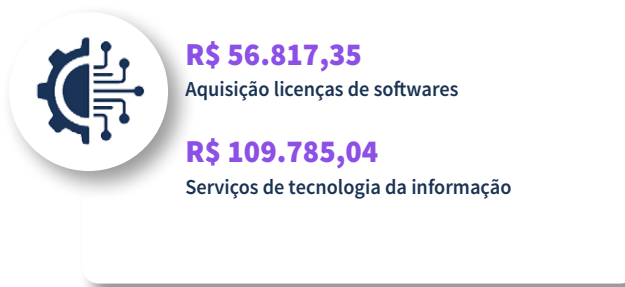 R$ 56.817,35
Aquisição licenças de softwares
R$ 109.785,04
Serviços de tecnologia da informação